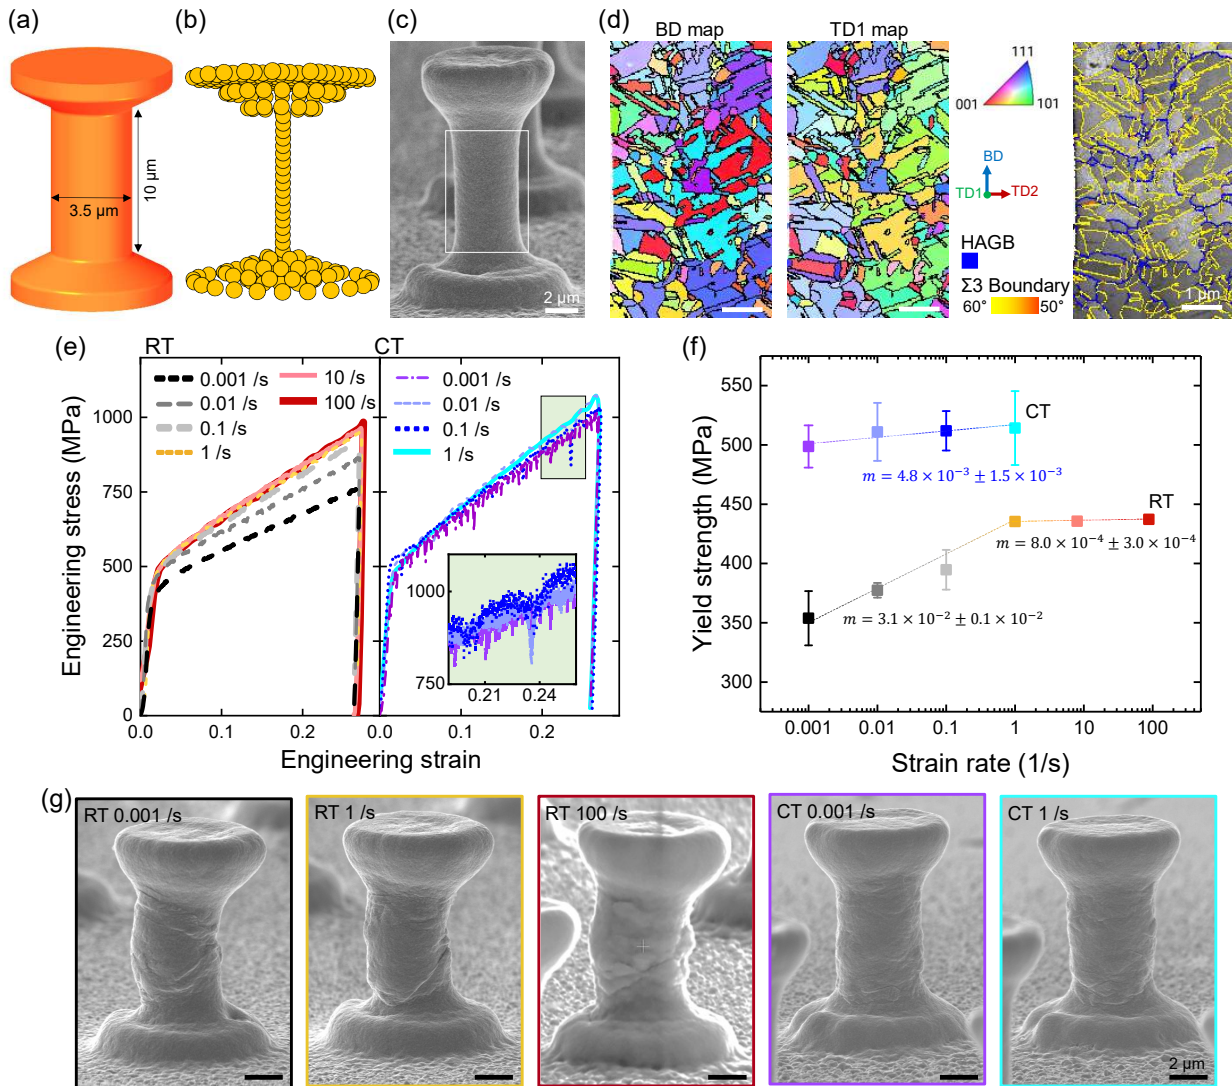 (a)
(b)
(c)
(d)
BD map
TD1 map
10 μm
3.5 μm
2 μm
111
001
101
BD
TD1
TD2
HAGB
Σ3 Boundary
60°
50°
1 μm
(e)
RT
CT
0.001 /s
0.01 /s
0.1 /s
1 /s
10 /s
100 /s
0.001 /s
0.01 /s
0.1 /s
1 /s
1000
750
500
250
0
Engineering stress (MPa)
1000
750
0.21
0.24
0.0
0.1
0.2
0.0
0.1
0.2
Engineering strain
(f)
550
500
450
400
350
300
Yield strength (MPa)
CT
m = 4.8 × 10⁻³ ± 1.5 × 10⁻³
RT
m = 8.0 × 10⁻⁴ ± 3.0 × 10⁻⁴
m = 3.1 × 10⁻² ± 0.1 × 10⁻²
0.001
0.01
0.1
1
10
100
Strain rate (1/s)
(g)
RT 0.001 /s
RT 1 /s
RT 100 /s
CT 0.001 /s
CT 1 /s
2 μm